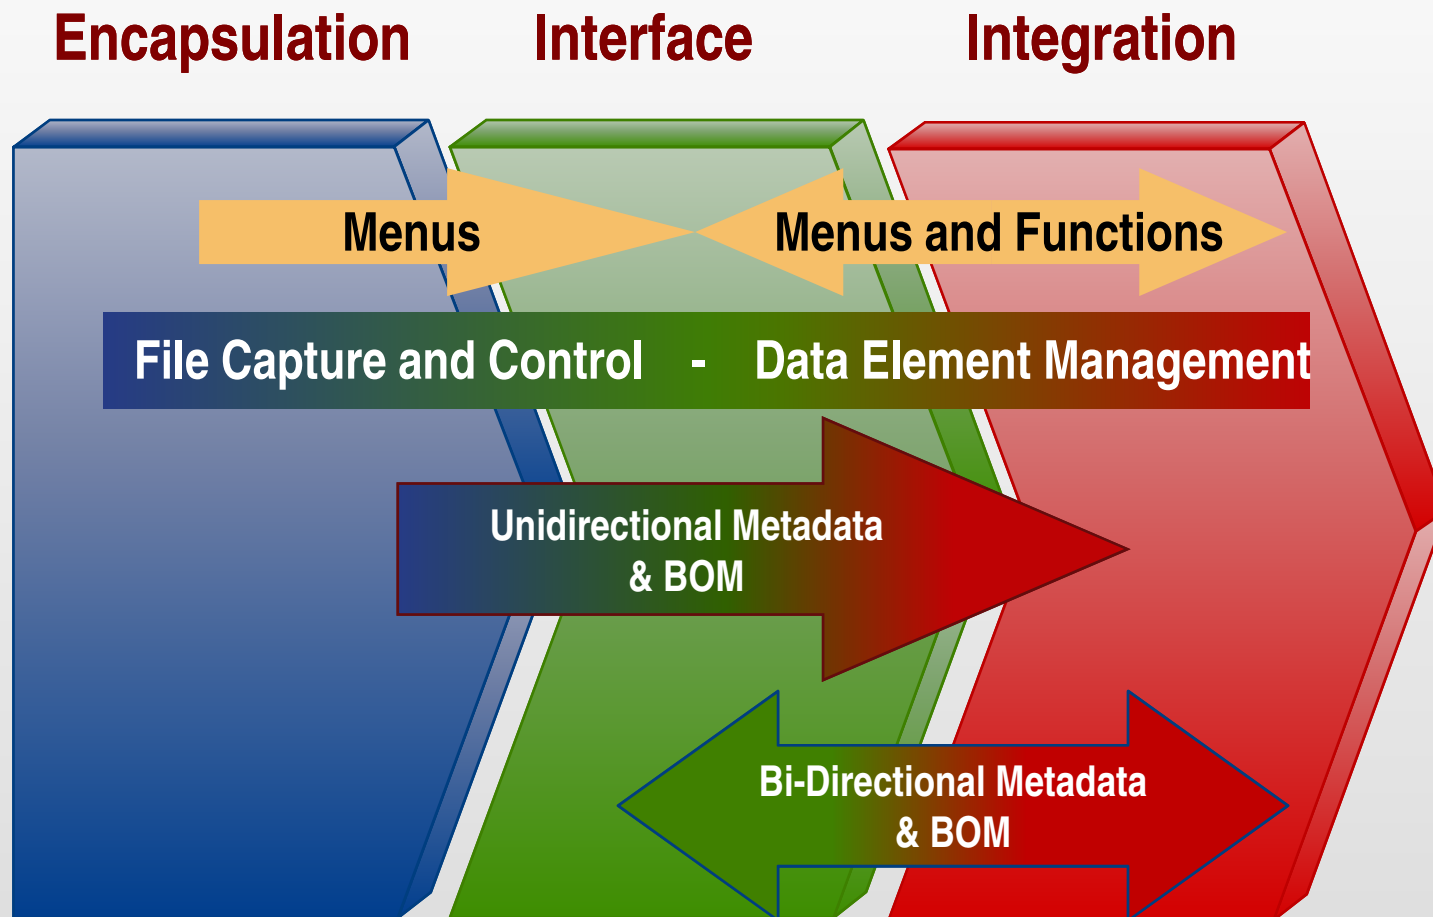 Encapsulation Interface Integration
Menus Menus and Functions
File Capture and Control - Data Element Management
Unidirectional Metadata
& BOM
Bi-Directional Metadata
& BOM